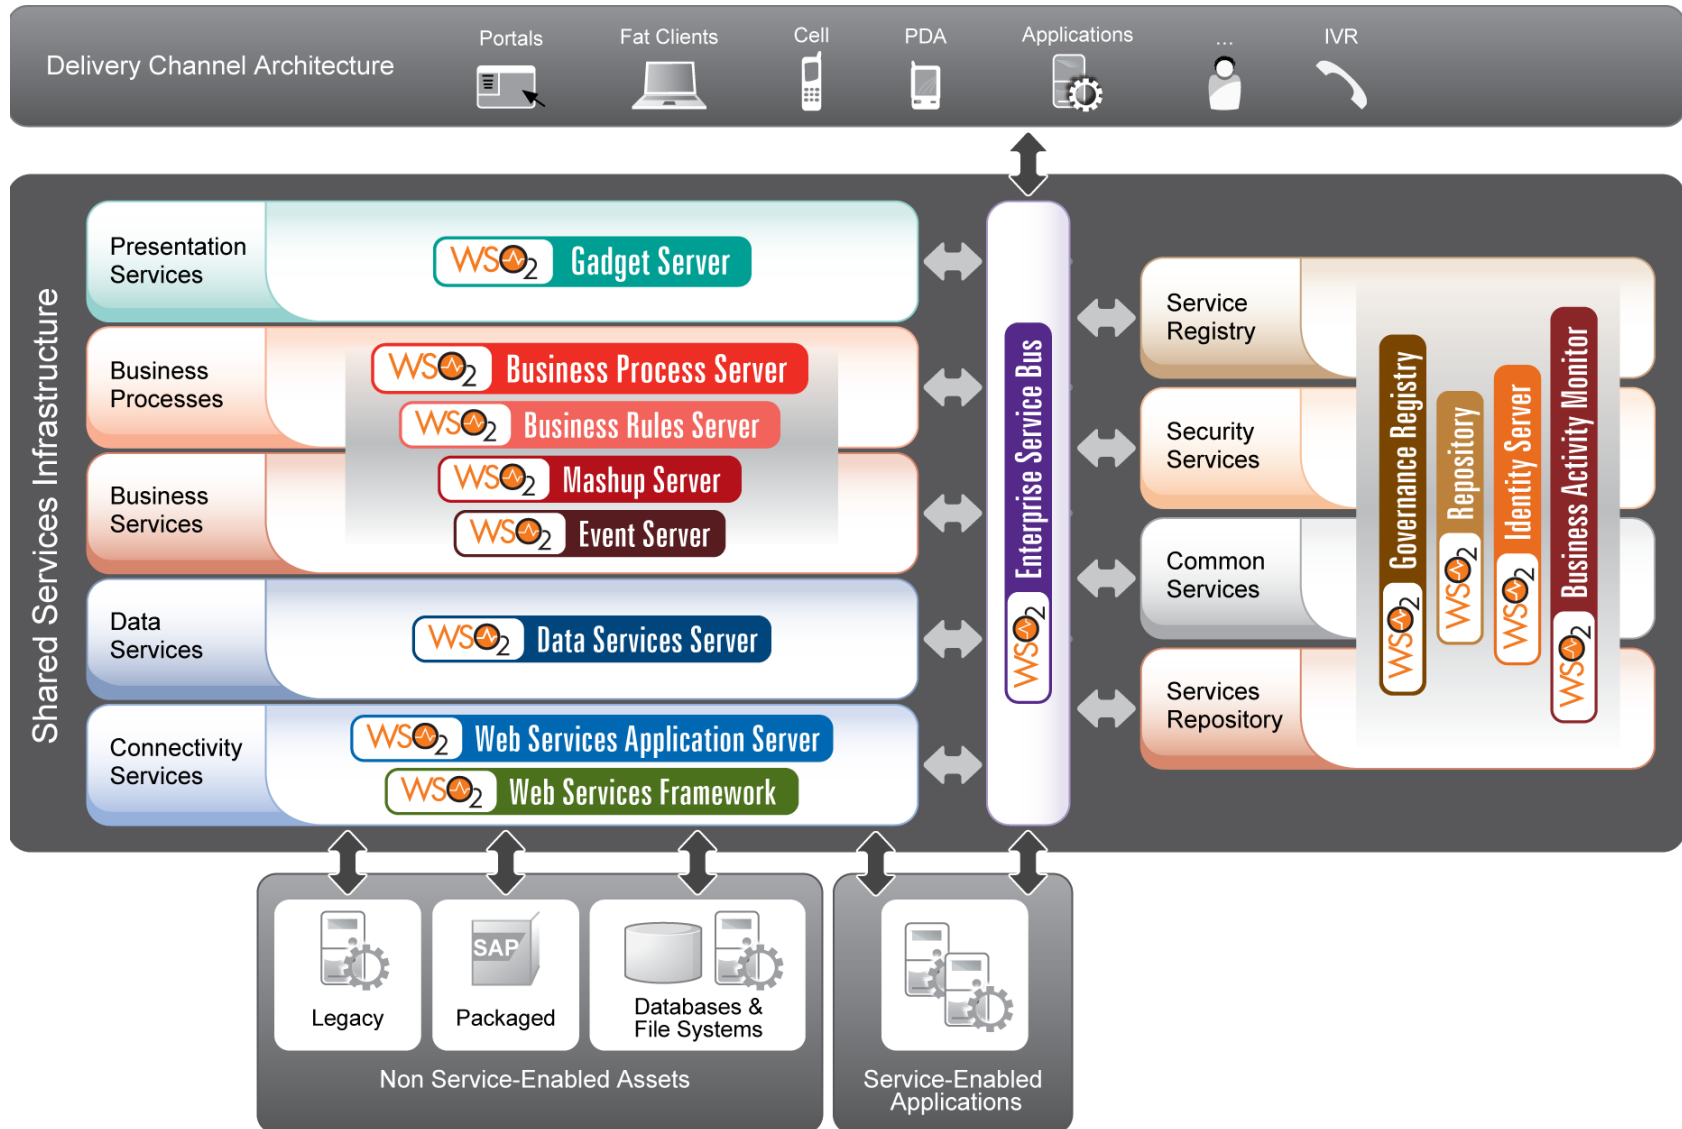 Portals
Fat Clients
Cell
PDA
Applications
...
IVR
Delivery Channel Architecture
Shared Services Infrastructure
Presentation
Services
WSO2 Gadget Server
Business
Processes
WSO2 Business Process Server
WSO2 Business Rules Server
Business
Services
WSO2 Mashup Server
WSO2 Event Server
Data
Services
WSO2 Data Services Server
Connectivity
Services
WSO2 Web Services Application Server
WSO2 Web Services Framework
WSO2 Enterprise Service Bus
Service
Registry
Security
Services
Common
Services
Services
Repository
WSO2 Governance Registry
WSO2 Repository
WSO2 Identity Server
WSO2 Business Activity Monitor
Legacy
SAP
Packaged
Databases &
File Systems
Non Service-Enabled Assets
Service-Enabled
Applications